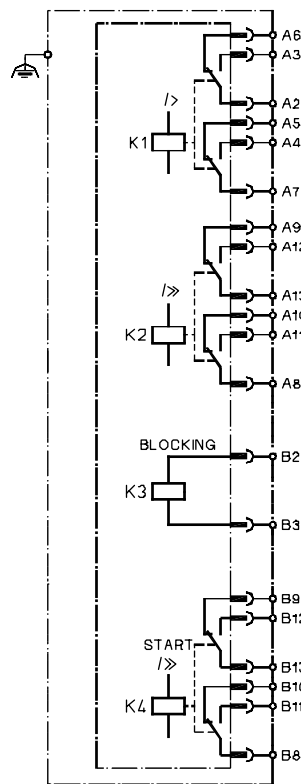 A6
A3
I>
A2
A5
K1
A4
A7
A9
A12
I>>
A13
A10
K2
A11
A8
BLOCKING
B2
K3
B3
B9
B12
START
I>>
B13
B10
K4
B11
B8